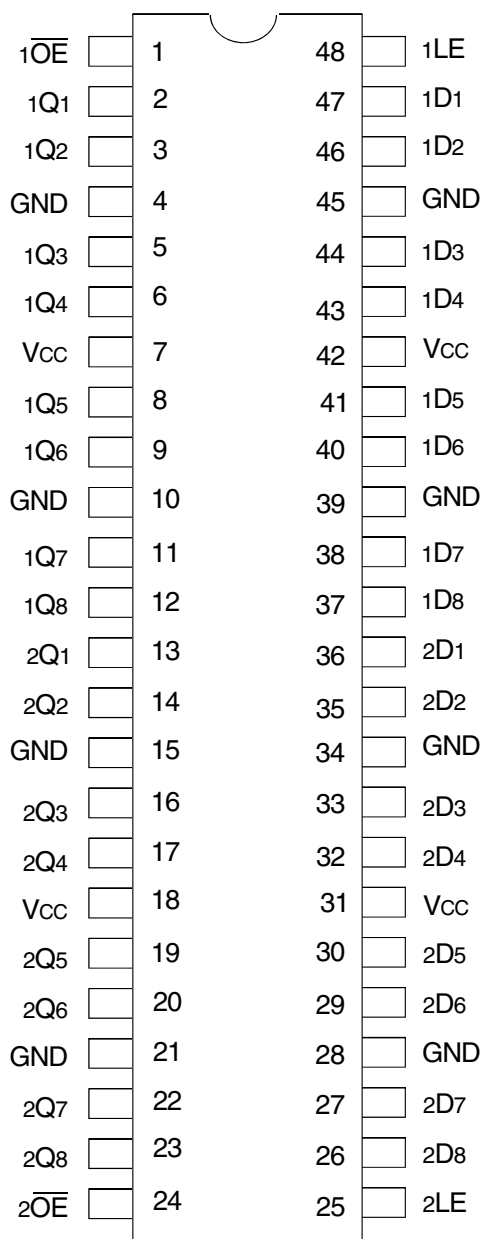 1OE 1 48 1LE
1Q1 2 47 1D1
1Q2 3 46 1D2
GND 4 45 GND
1Q3 5 44 1D3
1Q4 6 43 1D4
VCC 7 42 VCC
1Q5 8 41 1D5
1Q6 9 40 1D6
GND 10 39 GND
1Q7 11 38 1D7
1Q8 12 37 1D8
2Q1 13 36 2D1
2Q2 14 35 2D2
GND 15 34 GND
2Q3 16 33 2D3
2Q4 17 32 2D4
VCC 18 31 VCC
2Q5 19 30 2D5
2Q6 20 29 2D6
GND 21 28 GND
2Q7 22 27 2D7
2Q8 23 26 2D8
2OE 24 25 2LE